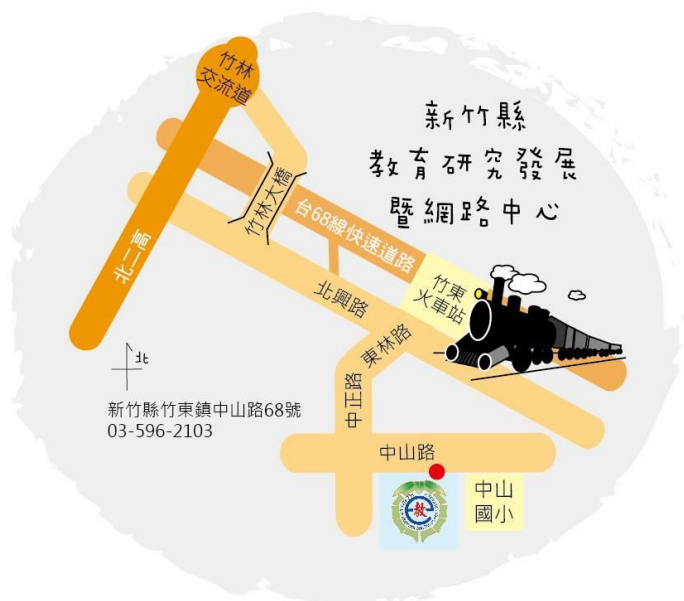 竹林
交流道
新竹縣
教育研究發展
暨網路中心
竹林大橋
台68線快速道路
北二高
北興路
竹東
火車站
東林路
中正路
北
新竹縣竹東鎮中山路68號
03-596-2103
中山路
中山
國小
教